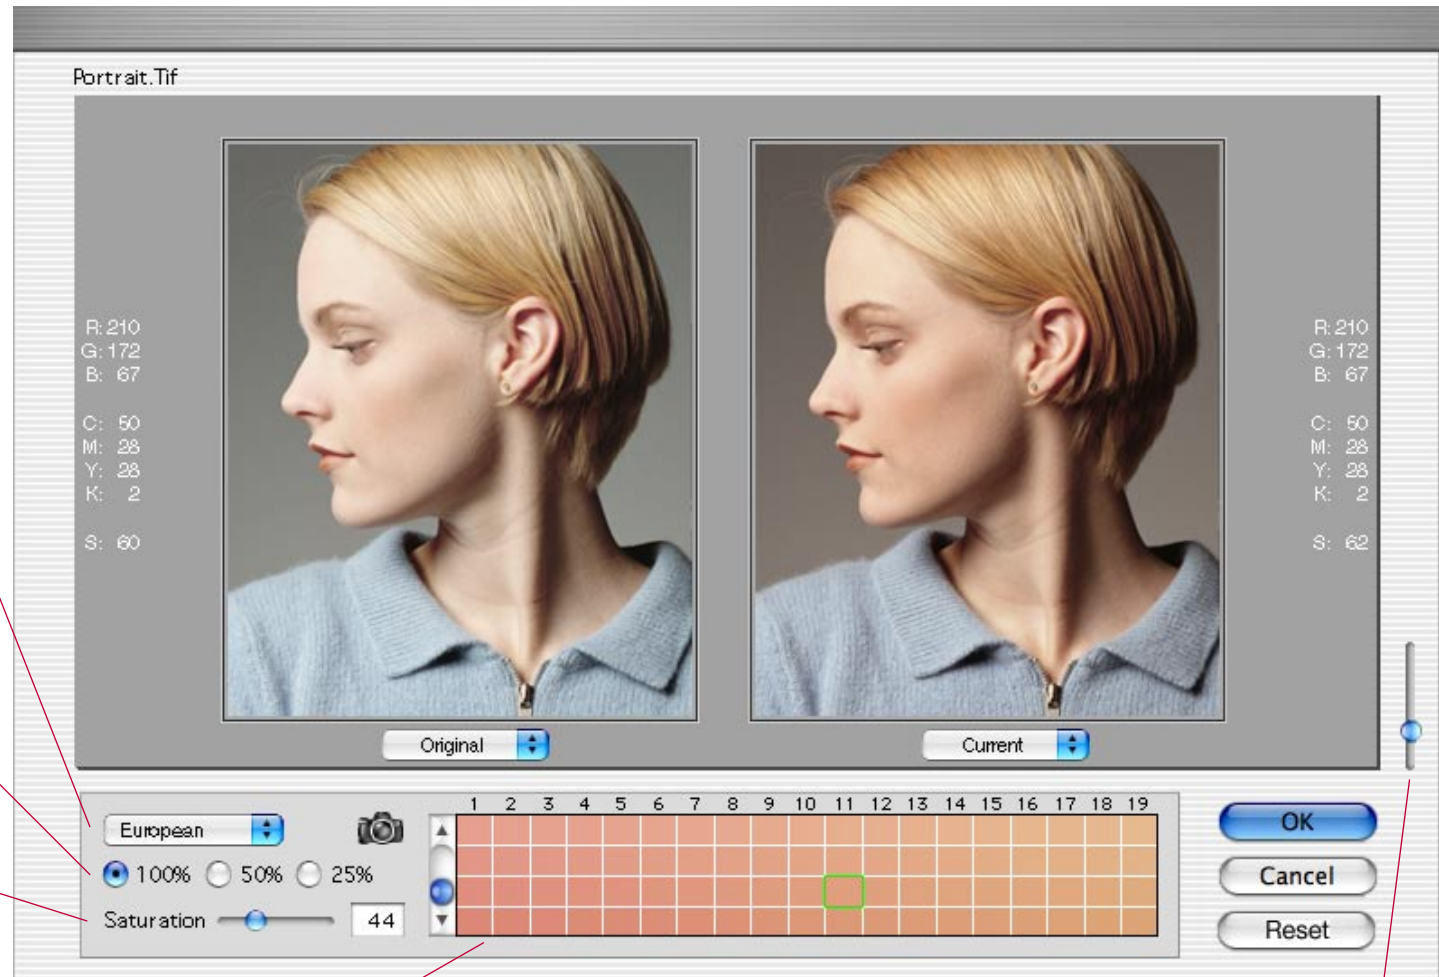 Portrait.Tif
R: 210
G: 172
B: 67
C: 50
M: 28
Y: 28
K: 2
S: 60
R: 210
G: 172
B: 67
C: 50
M: 28
Y: 28
K: 2
S: 62
Original
Current
European
100% 50% 25%
Saturation 44
1 2 3 4 5 6 7 8 9 10 11 12 13 14 15 16 17 18 19
OK
Cancel
Reset